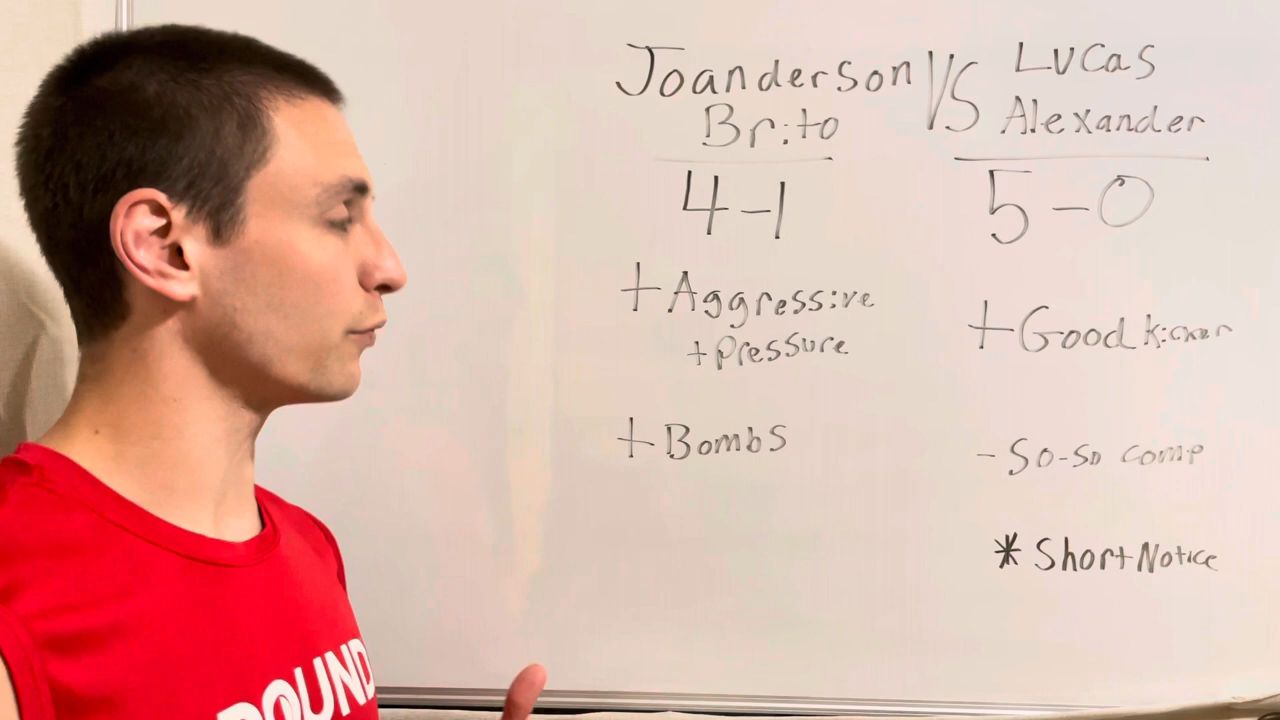 Joanderson
Brito
VS
Lucas
Alexander
4-1
5-0
+Aggressive
+pressure
+Bombs
+Good kicker
-So-So comp
*Short Notice
ROUND